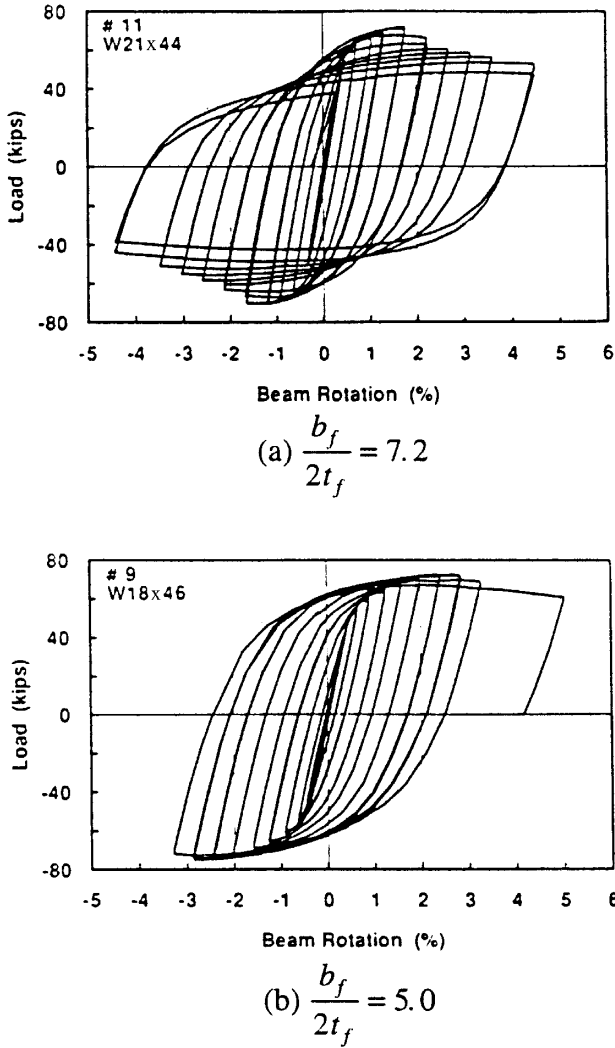 80
# 11
W21x44
40
0
-40
-80
Load (kips)
-5 -4 -3 -2 -1 0 1 2 3 4 5 6
Beam Rotation (%)
(a) b_f / 2t_f = 7.2
80
# 9
W18x46
40
0
-40
-80
Load (kips)
-5 -4 -3 -2 -1 0 1 2 3 4 5 6
Beam Rotation (%)
(b) b_f / 2t_f = 5.0